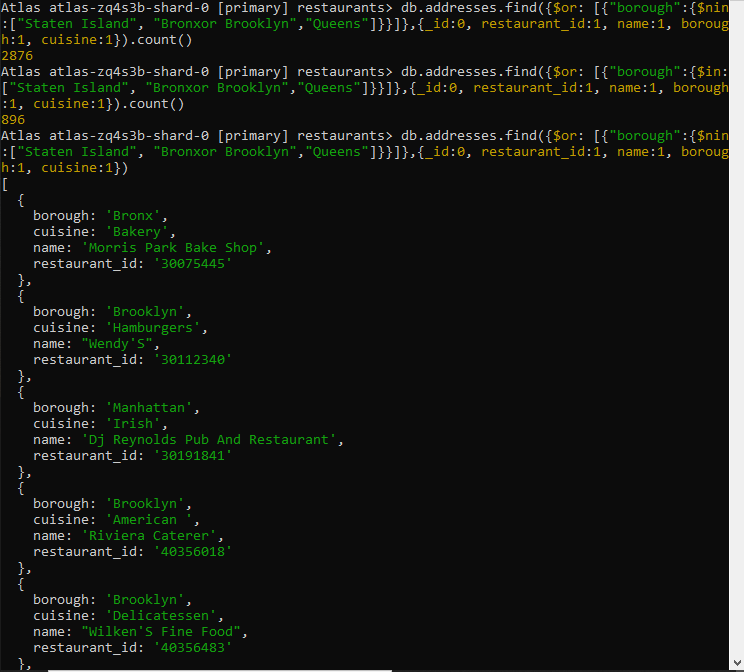 Atlas atlas-zq4s3b-shard-0 [primary] restaurants> db.addresses.find({$or: [{"borough":{$nin
:["Staten Island", "Bronxor Brooklyn","Queens"]}}]},{_id:0, restaurant_id:1, name:1, boroug
h:1, cuisine:1}).count()
2876
Atlas atlas-zq4s3b-shard-0 [primary] restaurants> db.addresses.find({$or: [{"borough":{$in:
["Staten Island", "Bronxor Brooklyn","Queens"]}}]},{_id:0, restaurant_id:1, name:1, borough
:1, cuisine:1}).count()
896
Atlas atlas-zq4s3b-shard-0 [primary] restaurants> db.addresses.find({$or: [{"borough":{$nin
:["Staten Island", "Bronxor Brooklyn","Queens"]}}]},{_id:0, restaurant_id:1, name:1, boroug
h:1, cuisine:1})
[
  {
    borough: 'Bronx',
    cuisine: 'Bakery',
    name: 'Morris Park Bake Shop',
    restaurant_id: '30075445'
  },
  {
    borough: 'Brooklyn',
    cuisine: 'Hamburgers',
    name: "Wendy'S",
    restaurant_id: '30112340'
  },
  {
    borough: 'Manhattan',
    cuisine: 'Irish',
    name: 'Dj Reynolds Pub And Restaurant',
    restaurant_id: '30191841'
  },
  {
    borough: 'Brooklyn',
    cuisine: 'American ',
    name: 'Riviera Caterer',
    restaurant_id: '40356018'
  },
  {
    borough: 'Brooklyn',
    cuisine: 'Delicatessen',
    name: "Wilken'S Fine Food",
    restaurant_id: '40356483'
  },